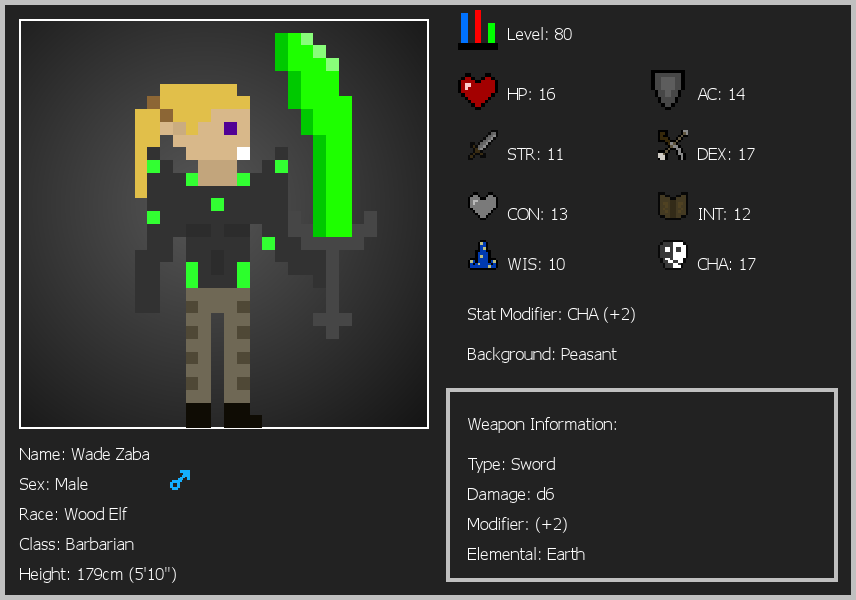 Level: 80
HP: 16
AC: 14
STR: 11
DEX: 17
CON: 13
INT: 12
WIS: 10
CHA: 17
Stat Modifier: CHA (+2)
Background: Peasant
Weapon Information:
Type: Sword
Damage: d6
Modifier: (+2)
Elemental: Earth
Name: Wade Zaba
Sex: Male
Race: Wood Elf
Class: Barbarian
Height: 179cm (5'10")